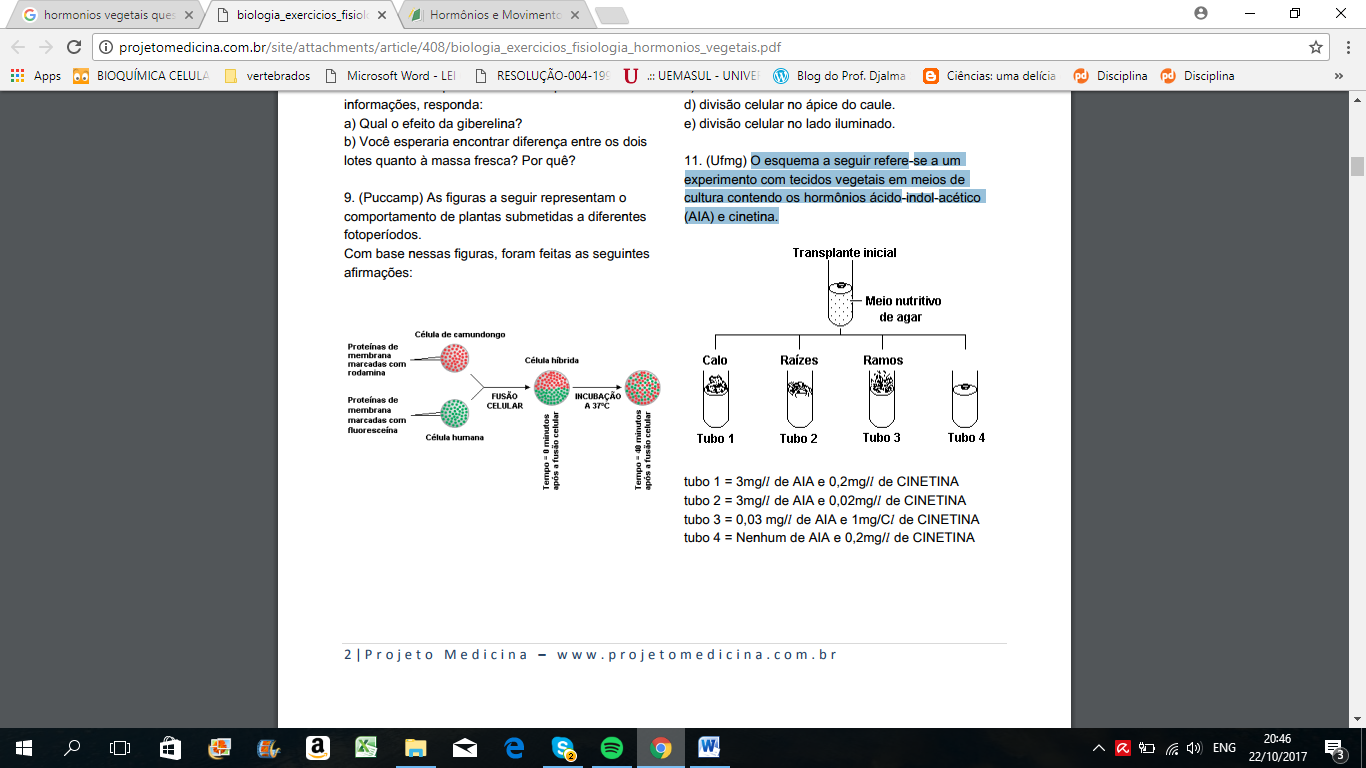 hormonios vegetais ques
biologia_exercicios_fisiolo
Hormônios e Movimento
projetomedicina.com.br/site/attachments/article/408/biologia_exercicios_fisiologia_hormonios_vegetais.pdf
Apps
BIOQUÍMICA CELULA
vertebrados
Microsoft Word - LEI
RESOLUÇÃO-004-199
.:: UEMASUL - UNIVE
Blog do Prof. Djalma
Ciências: uma delícia
Disciplina
Disciplina
»
informações, responda:
a) Qual o efeito da giberelina?
b) Você esperaria encontrar diferença entre os dois
lotes quanto à massa fresca? Por quê?
9. (Puccamp) As figuras a seguir representam o
comportamento de plantas submetidas a diferentes
fotoperíodos.
Com base nessas figuras, foram feitas as seguintes
afirmações:
Célula de camundongo
Proteínas de
membrana
marcadas com
rodamina
Proteínas de
membrana
marcadas com
fluoresceína
Célula humana
FUSÃO
CELULAR
Célula híbrida
INCUBAÇÃO
A 37ºC
Tempo = 0 minutos
após a fusão celular
Tempo = 40 minutos
após a fusão celular
d) divisão celular no ápice do caule.
e) divisão celular no lado iluminado.
11. (Ufmg) O esquema a seguir refere-se a um
experimento com tecidos vegetais em meios de
cultura contendo os hormônios ácido-indol-acético
(AIA) e cinetina.
Transplante inicial
Meio nutritivo
de agar
Calo Raízes Ramos
Tubo 1 Tubo 2 Tubo 3 Tubo 4
tubo 1 = 3mg/l de AIA e 0,2mg/l de CINETINA
tubo 2 = 3mg/l de AIA e 0,02mg/l de CINETINA
tubo 3 = 0,03 mg/l de AIA e 1mg/Cl de CINETINA
tubo 4 = Nenhum de AIA e 0,2mg/l de CINETINA
2|Projeto Medicina – www.projetomedicina.com.br
ENG
20:46
22/10/2017